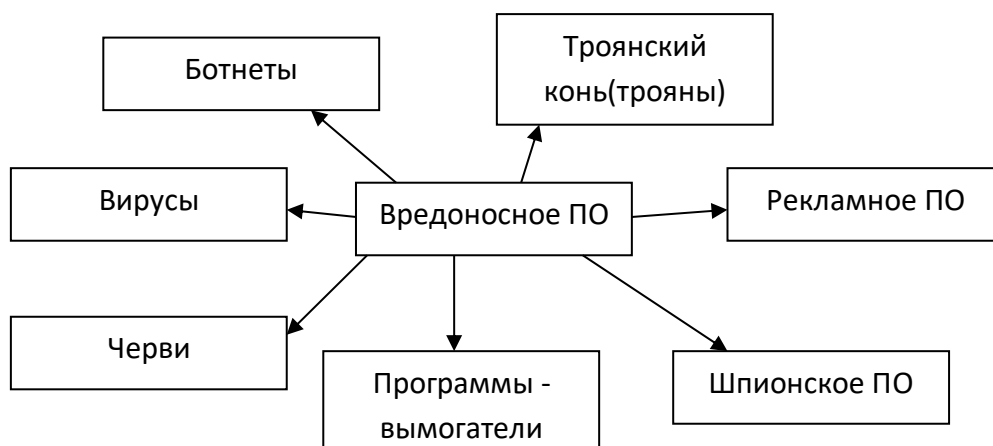 Ботнеты
Троянский
конь(трояны)
Вирусы
Вредоносное ПО
Рекламное ПО
Черви
Программы -
вымогатели
Шпионское ПО